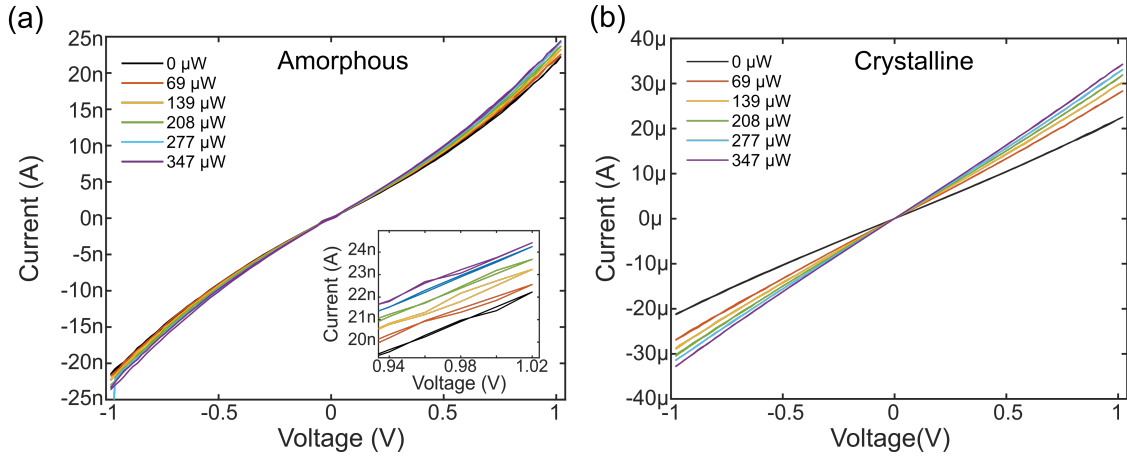 (a)
Amorphous
25n
20n
15n
10n
5n
0n
-5n
-10n
-15n
-20n
-25n
Current (A)
0 µW
69 µW
139 µW
208 µW
277 µW
347 µW
24n
23n
22n
21n
20n
Current (A)
0.94
0.98
1.02
Voltage (V)
-1
-0.5
0
0.5
1
Voltage (V)
(b)
Crystalline
40µ
30µ
20µ
10µ
0µ
-10µ
-20µ
-30µ
-40µ
Current (A)
0 µW
69 µW
139 µW
208 µW
277 µW
347 µW
-1
-0.5
0
0.5
1
Voltage(V)